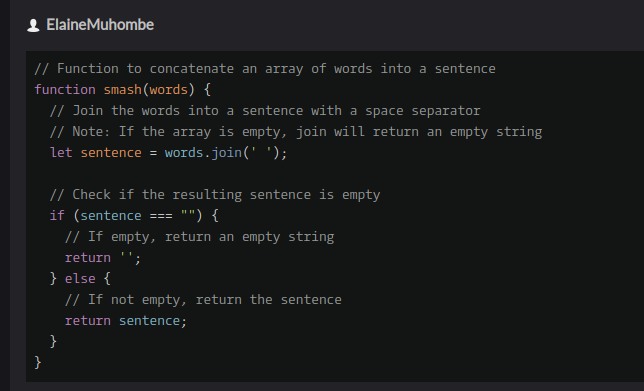 ElaineMuhombe
// Function to concatenate an array of words into a sentence
function smash(words) {
// Join the words into a sentence with a space separator
// Note: If the array is empty, join will return an empty string
let sentence = words.join(' ');
// Check if the resulting sentence is empty
if (sentence === "") {
// If empty, return an empty string
return '';
} else {
// If not empty, return the sentence
return sentence;
}
}